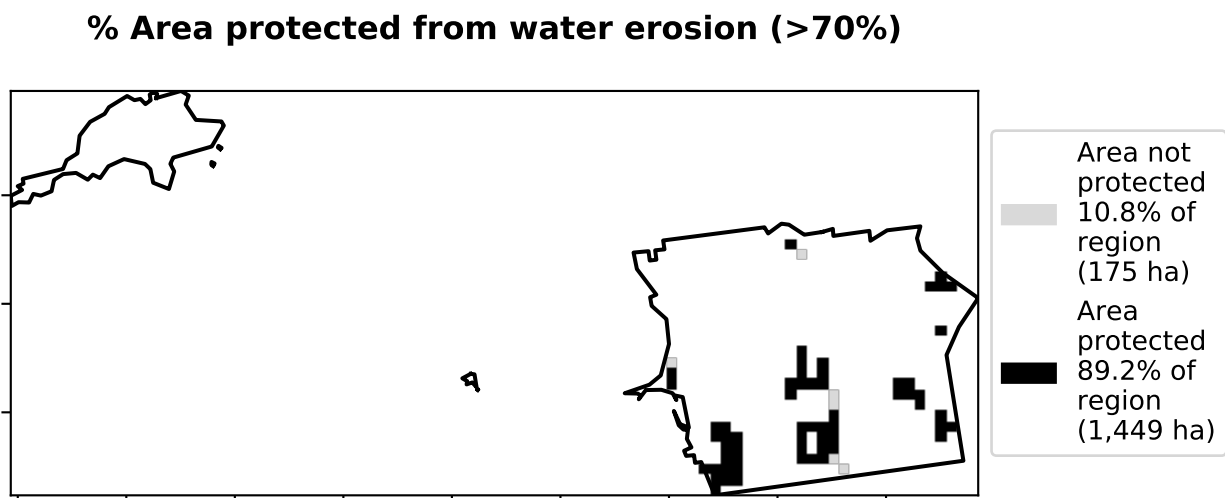 % Area protected from water erosion (>70%)
Area not
protected
10.8% of
region
(175 ha)
Area
protected
89.2% of
region
(1,449 ha)